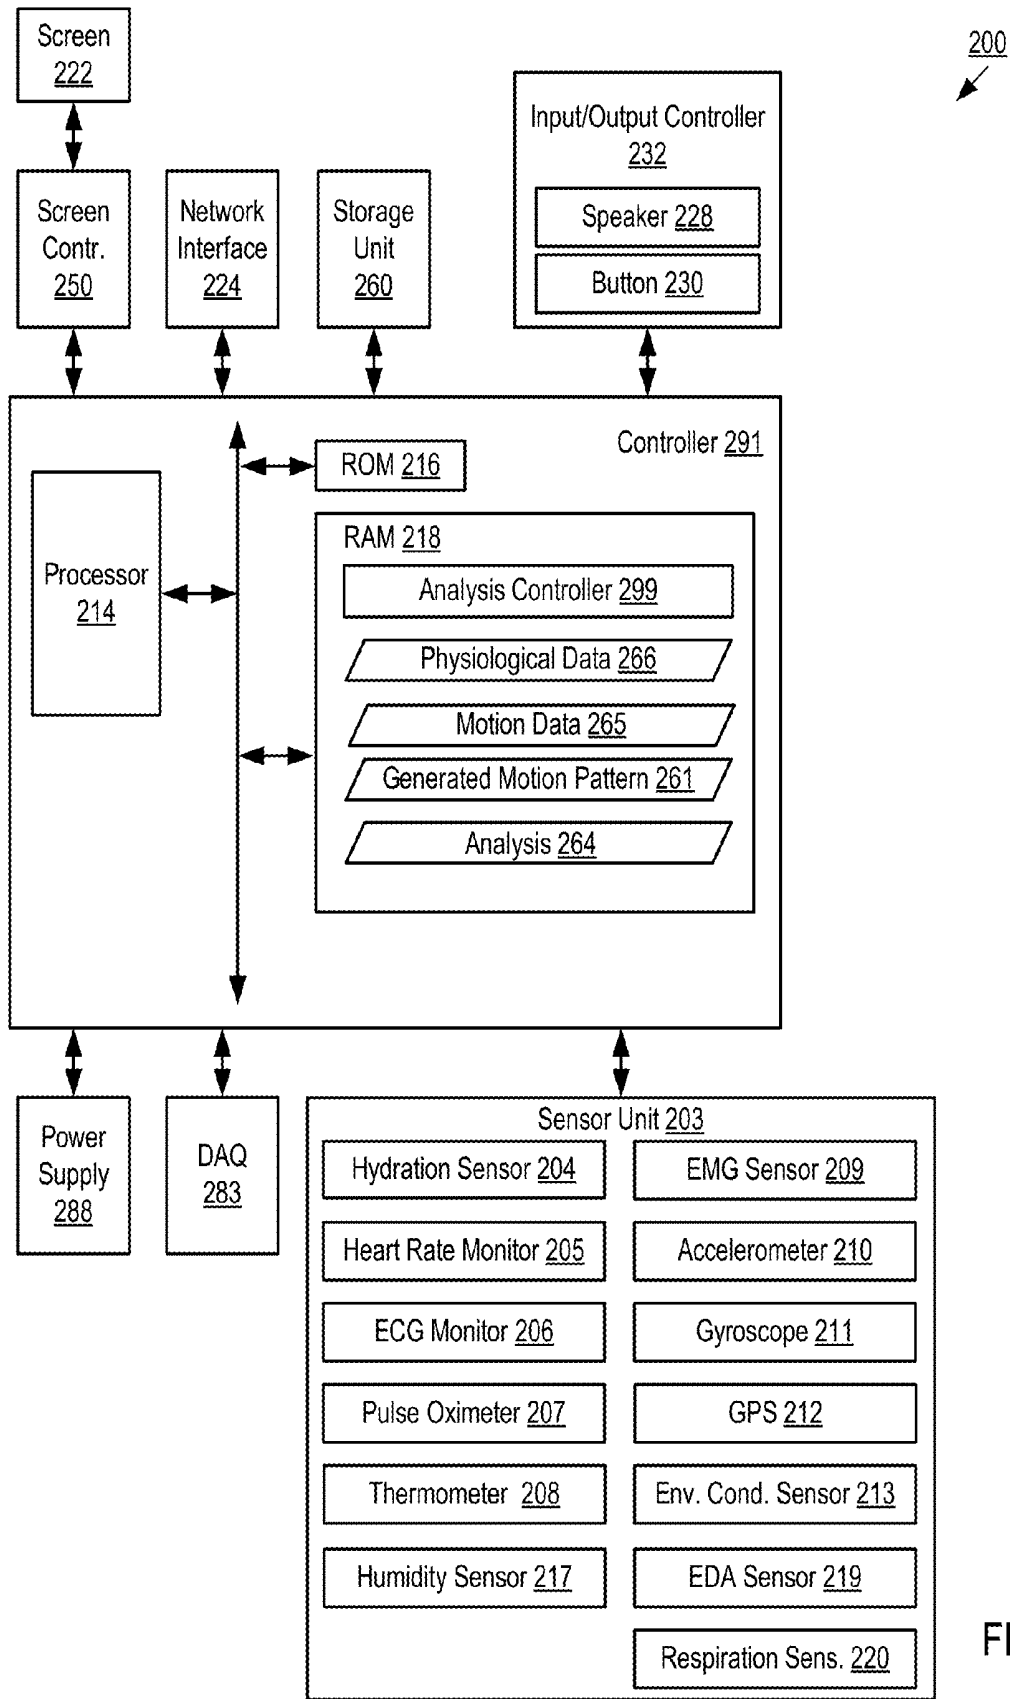 Screen
222
200
Input/Output Controller
232
Speaker 228
Button 230
Screen
Contr.
250
Network
Interface
224
Storage
Unit
260
Controller 291
ROM 216
Processor
214
RAM 218
Analysis Controller 299
Physiological Data 266
Motion Data 265
Generated Motion Pattern 261
Analysis 264
Power
Supply
288
DAQ
283
Sensor Unit 203
Hydration Sensor 204
EMG Sensor 209
Heart Rate Monitor 205
Accelerometer 210
ECG Monitor 206
Gyroscope 211
Pulse Oximeter 207
GPS 212
Thermometer 208
Env. Cond. Sensor 213
Humidity Sensor 217
EDA Sensor 219
Respiration Sens. 220
FI